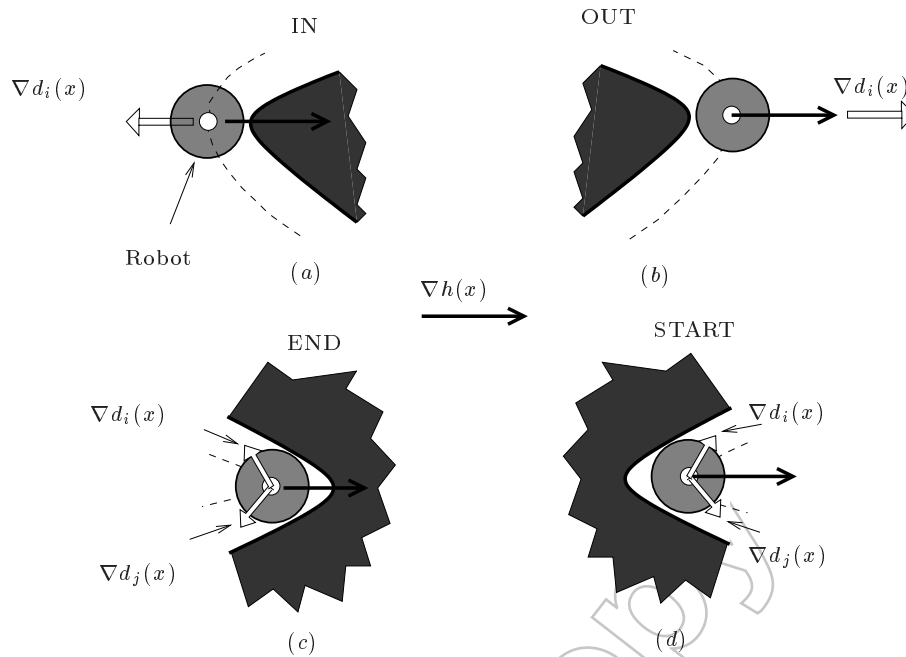 IN
OUT
∇d_i(x)
∇d_i(x)
Robot
(a)
(b)
∇h(x)
END
START
∇d_i(x)
∇d_i(x)
∇d_j(x)
∇d_j(x)
(c)
(d)